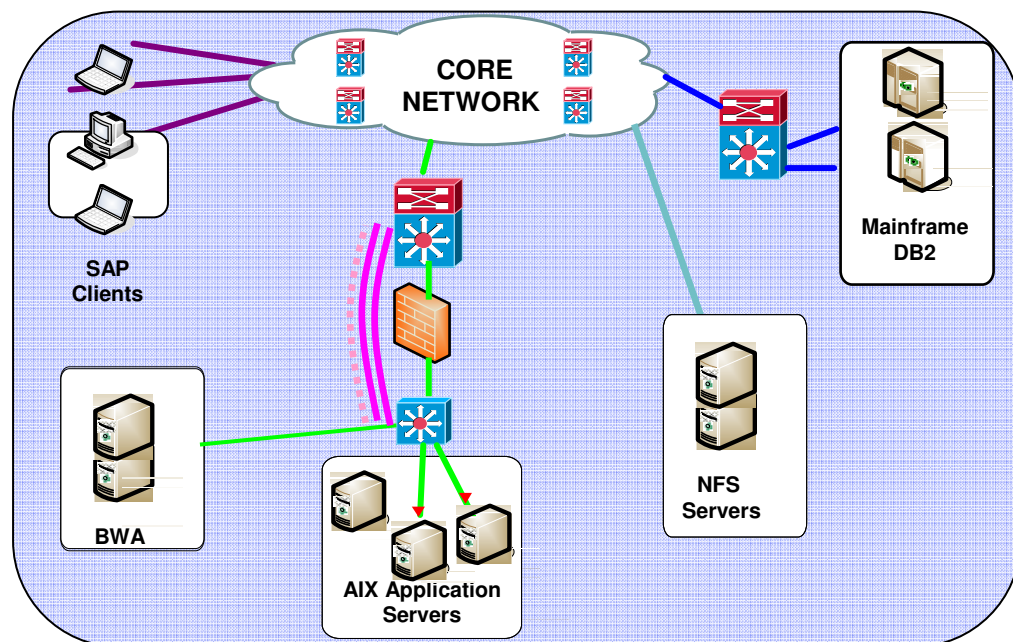 CORE
NETWORK
SAP
Clients
Mainframe
DB2
NFS
Servers
BWA
AIX Application
Servers